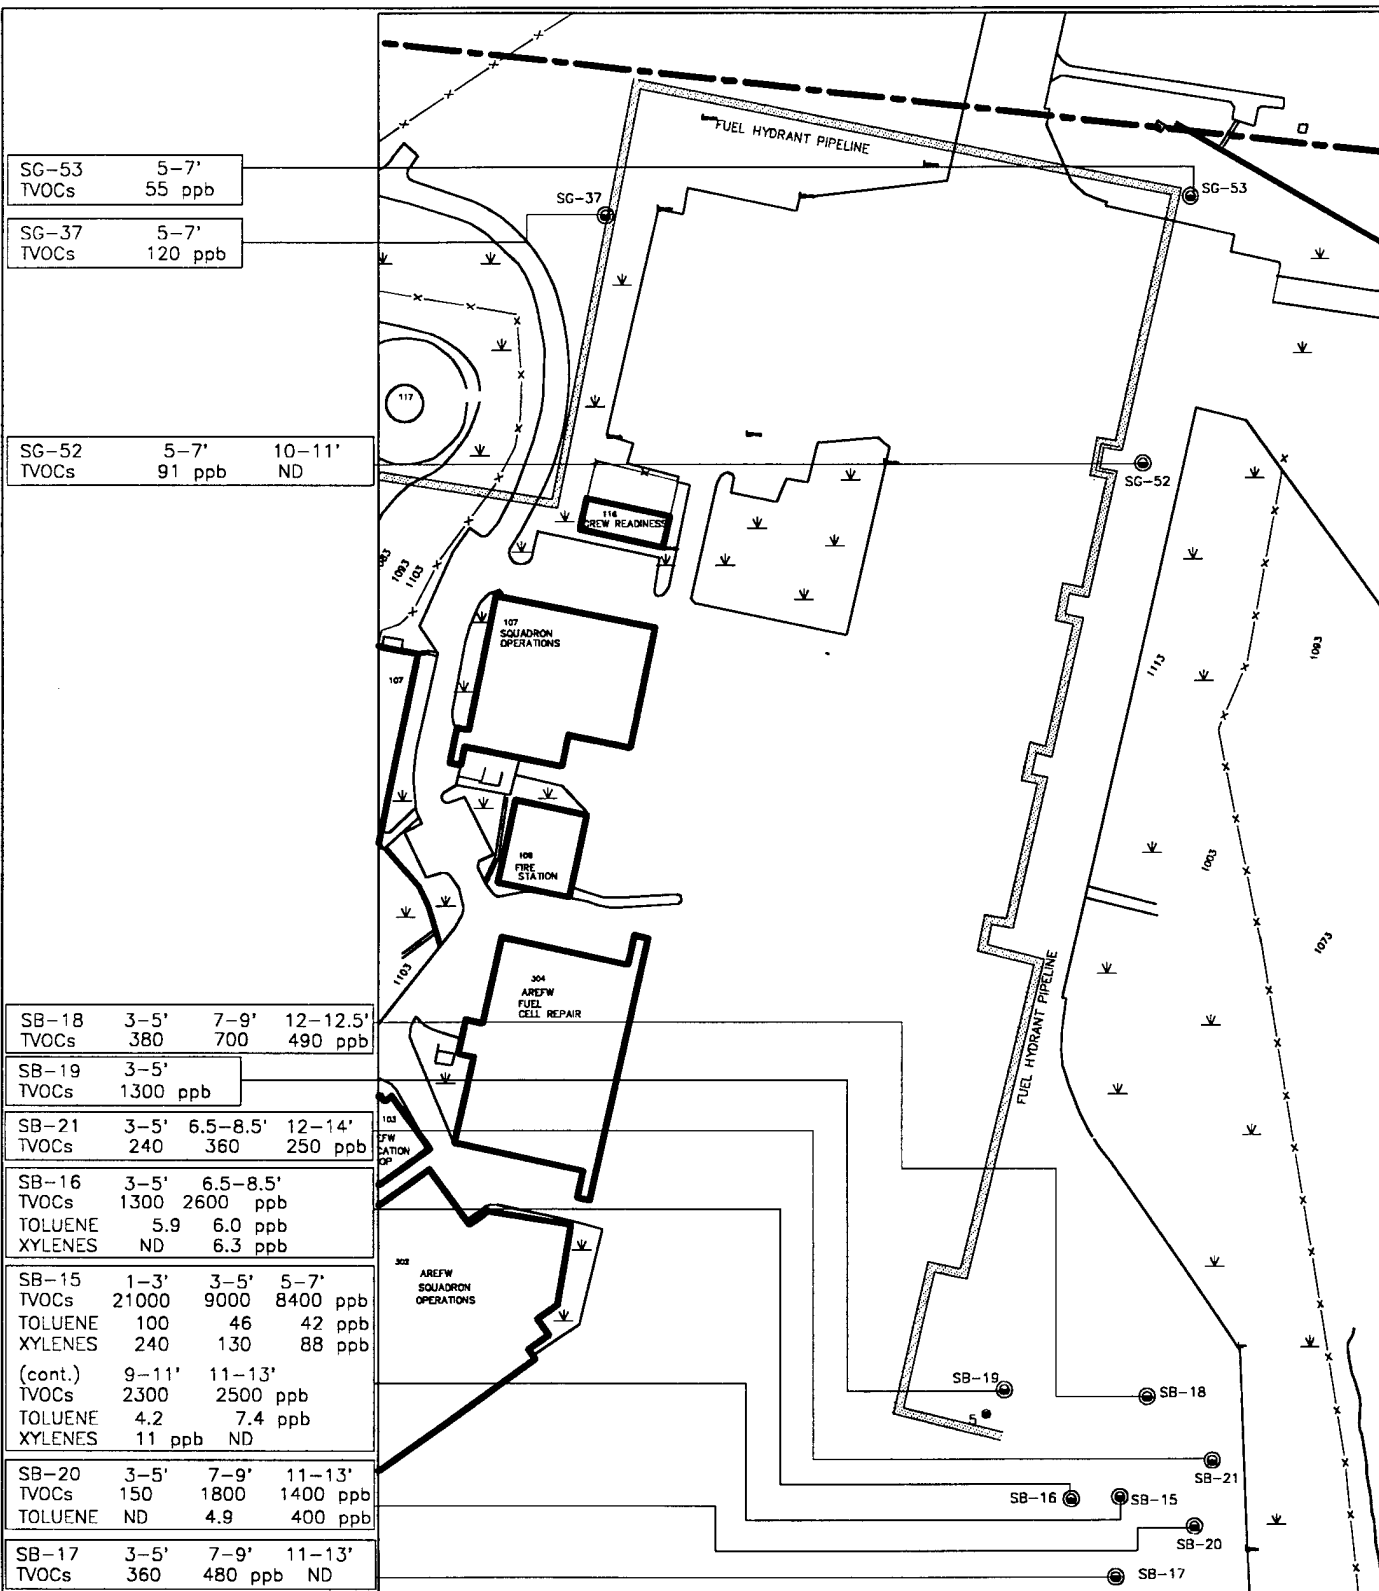 SG-53 5-7'
TVOCs 55 ppb
SG-37 5-7'
TVOCs 120 ppb
SG-52 5-7' 10-11'
TVOCs 91 ppb ND
SB-18 3-5' 7-9' 12-12.5'
TVOCs 380 700 490 ppb
SB-19 3-5'
TVOCs 1300 ppb
SB-21 3-5' 6.5-8.5' 12-14'
TVOCs 240 360 250 ppb
SB-16 3-5' 6.5-8.5'
TVOCs 1300 2600 ppb
TOLUENE 5.9 6.0 ppb
XYLENES ND 6.3 ppb
SB-15 1-3' 3-5' 5-7'
TVOCs 21000 9000 8400 ppb
TOLUENE 100 46 42 ppb
XYLENES 240 130 88 ppb
(cont.) 9-11' 11-13'
TVOCs 2300 2500 ppb
TOLUENE 4.2 7.4 ppb
XYLENES 11 ppb ND
SB-20 3-5' 7-9' 11-13'
TVOCs 150 1800 1400 ppb
TOLUENE ND 4.9 400 ppb
SB-17 3-5' 7-9' 11-13'
TVOCs 360 480 ppb ND
FUEL HYDRANT PIPELINE
SG-37
SG-53
117
SG-52
116
CREW READINESS
083
1093
1103
107
SQUADRON
OPERATIONS
107
1113
1093
108
FIRE
STATION
1003
1073
1103
304
AREFW
FUEL
CELL REPAIR
FUEL HYDRANT PIPELINE
103
EFW
CATION
OP
302
AREFW
SQUADRON
OPERATIONS
SB-19
SB-18
5
SB-21
SB-16
SB-15
SB-20
SB-17